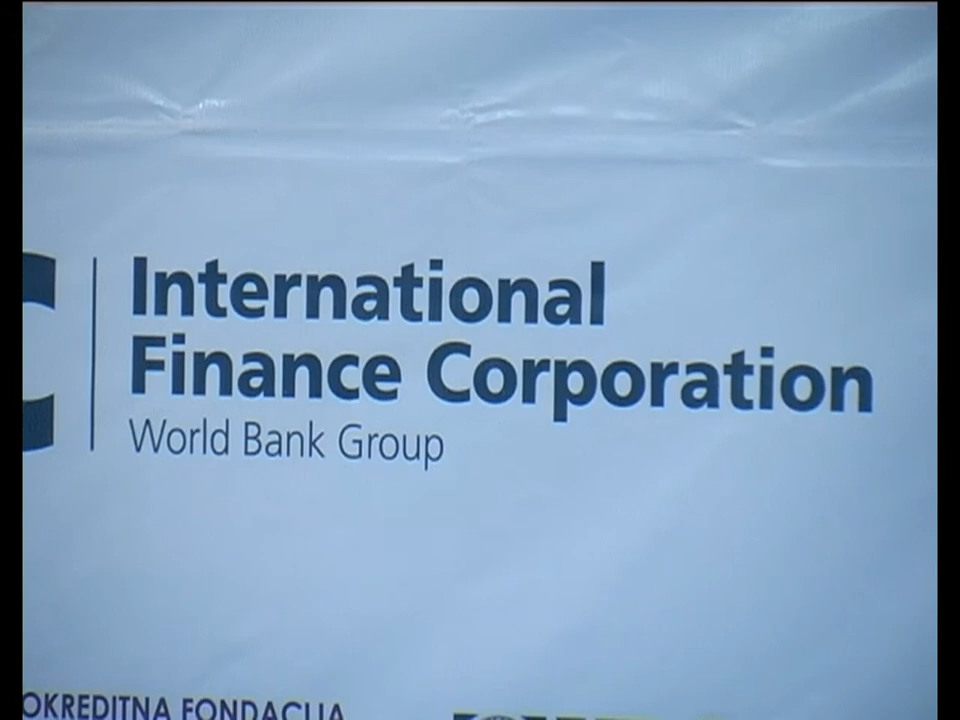 International
Finance Corporation
World Bank Group
OKREDITNA FONDACIJA